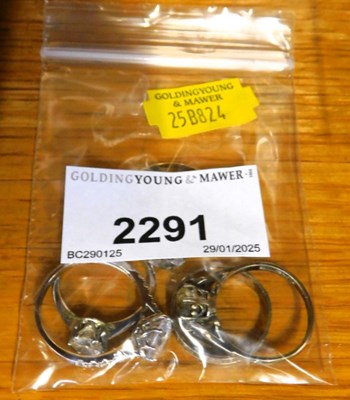 GOLDINGYOUNG
& MAWER
25B824
GOLDINGYOUNG & MAWER
2291
BC290125 29/01/2025